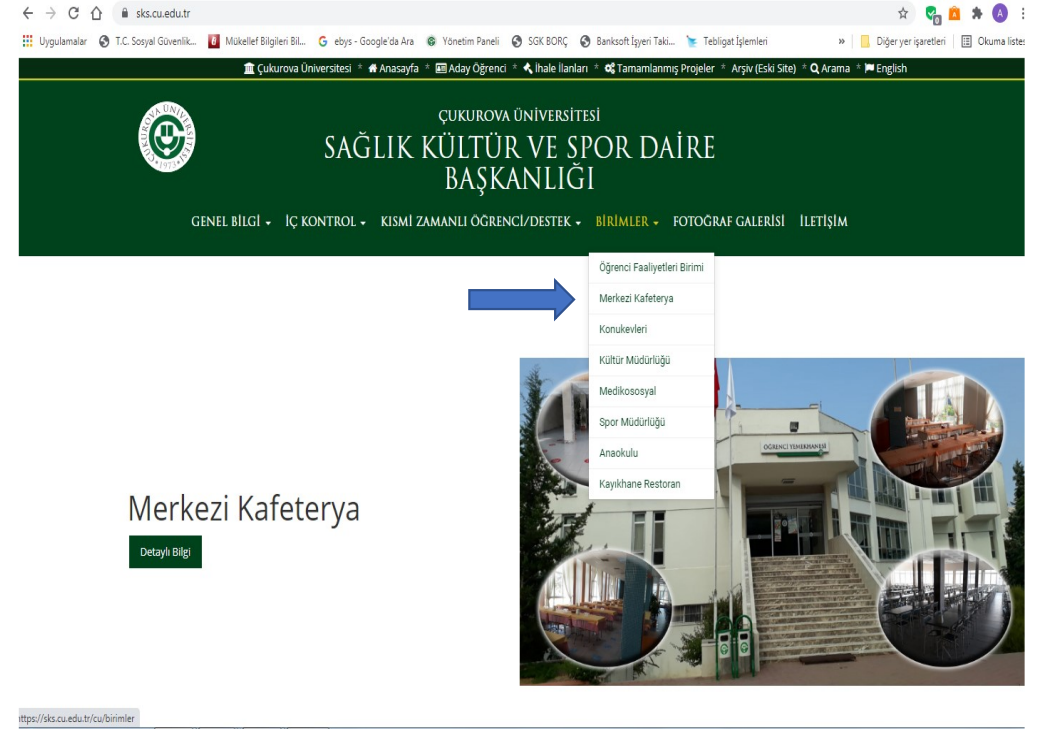 sks.cu.edu.tr
Uygulamalar T.C. Sosyal Güvenlik... Mükellef Bilgileri Bil... ebys - Google'da Ara Yönetim Paneli SGK BORÇ Banksoft İşyeri Taki... Tebligat İşlemleri » Diğer yer işaretleri Okuma listes
Çukurova Üniversitesi * Anasayfa * Aday Öğrenci * İhale İlanları * Tamamlanmış Projeler * Arşiv (Eski Site) * Arama * English
ÇUKUROVA ÜNİVERSİTESİ
SAĞLIK KÜLTÜR VE SPOR DAİRE
BAŞKANLIĞI
ÇUKUROVA ÜNİVERSİTESİ
•1973•
GENEL BİLGİ İÇ KONTROL KISMİ ZAMANLI ÖĞRENCİ/DESTEK BİRİMLER FOTOĞRAF GALERİSİ İLETİŞİM
Öğrenci Faaliyetleri Birimi
Merkezi Kafeterya
Konukevleri
Kültür Müdürlüğü
Medikososyal
Spor Müdürlüğü
Anaokulu
Kayıkhane Restoran
ÖĞRENCİ YEMEKHANESİ
Merkezi Kafeterya
Detaylı Bilgi
https://sks.cu.edu.tr/cu/birimler